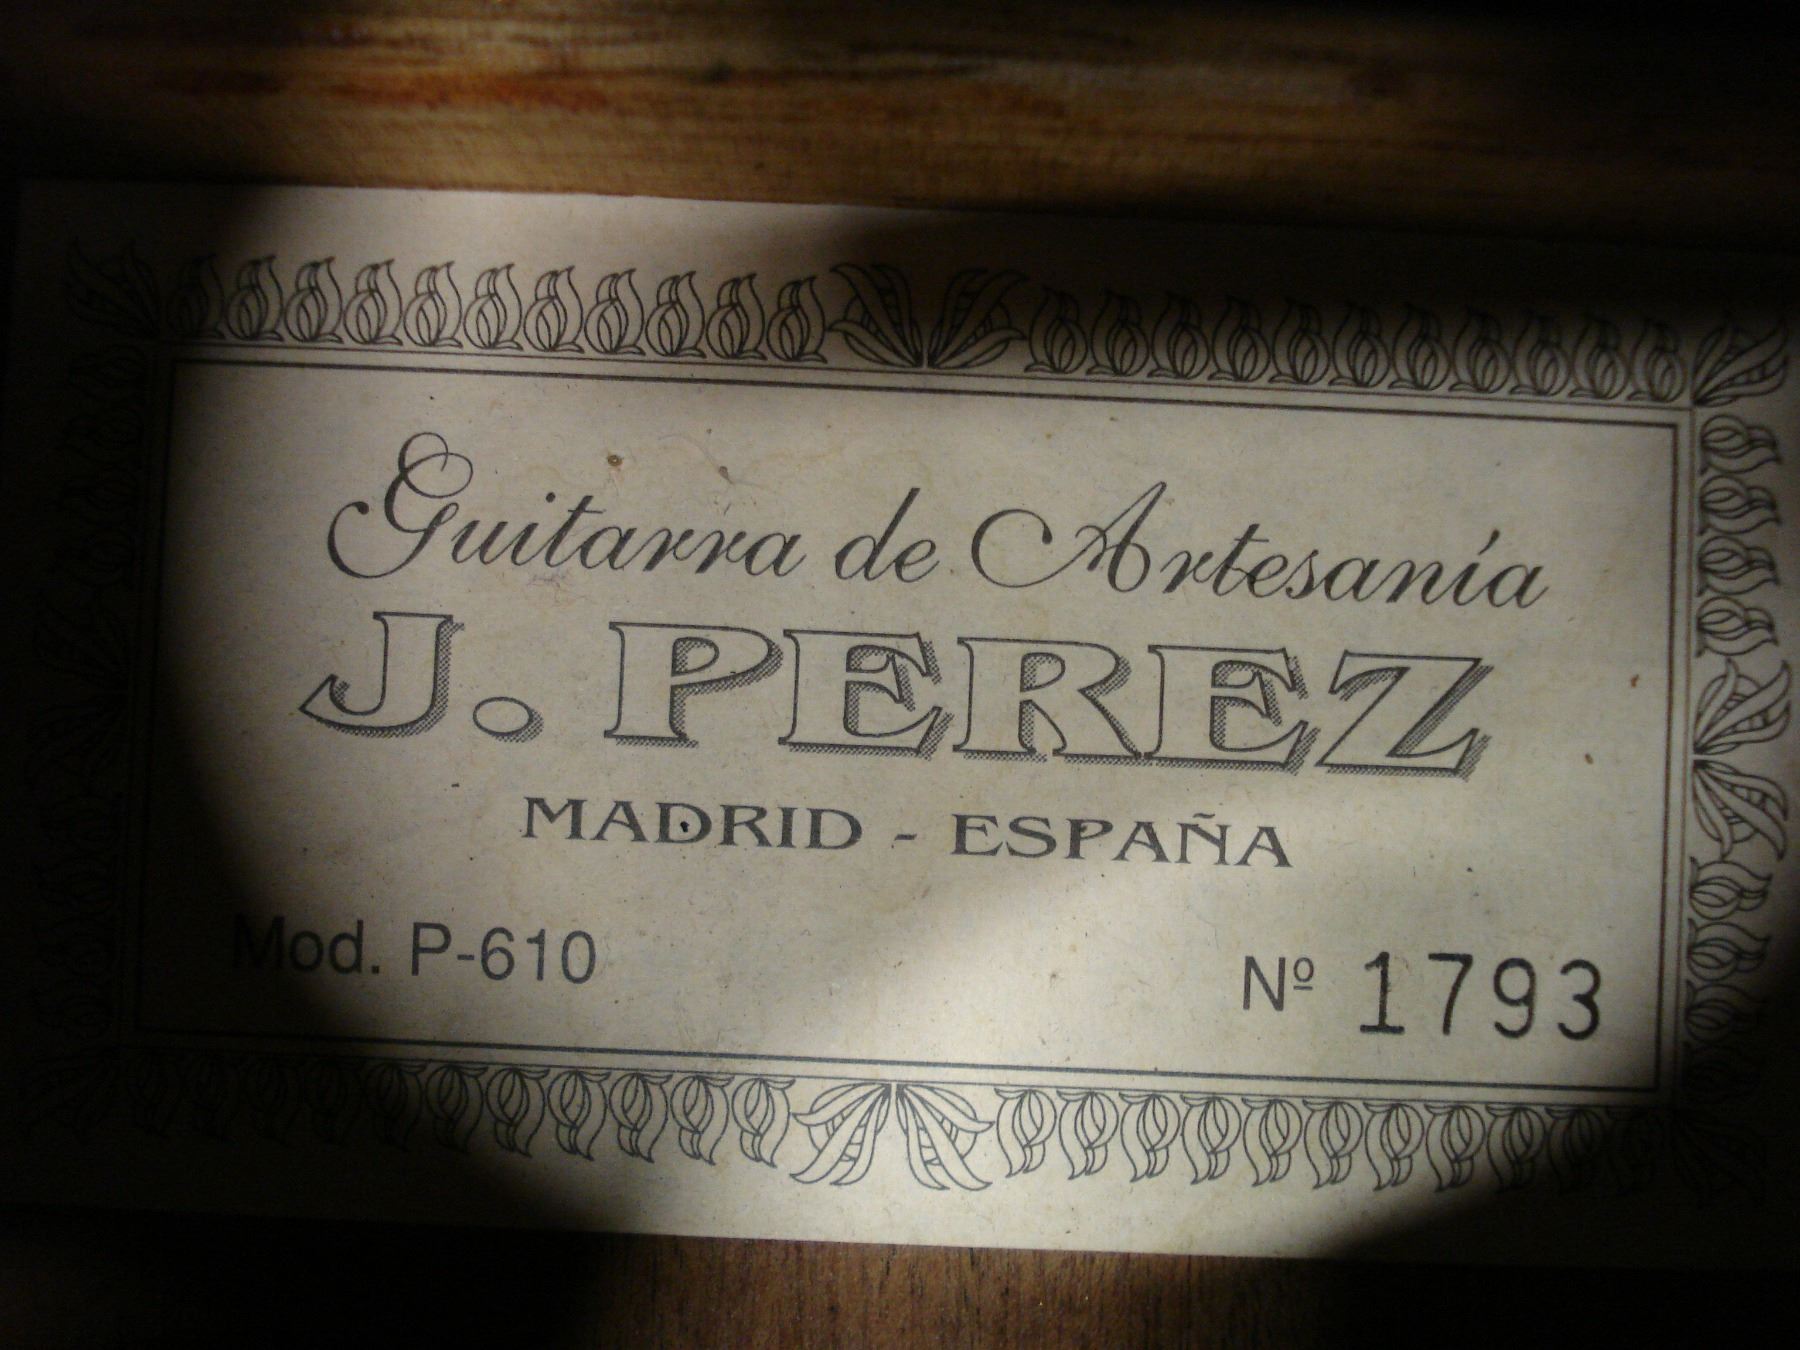 Guitarra de Artesanía
J. PEREZ
MADRID - ESPAÑA
Mod. P-610
Nº 1793